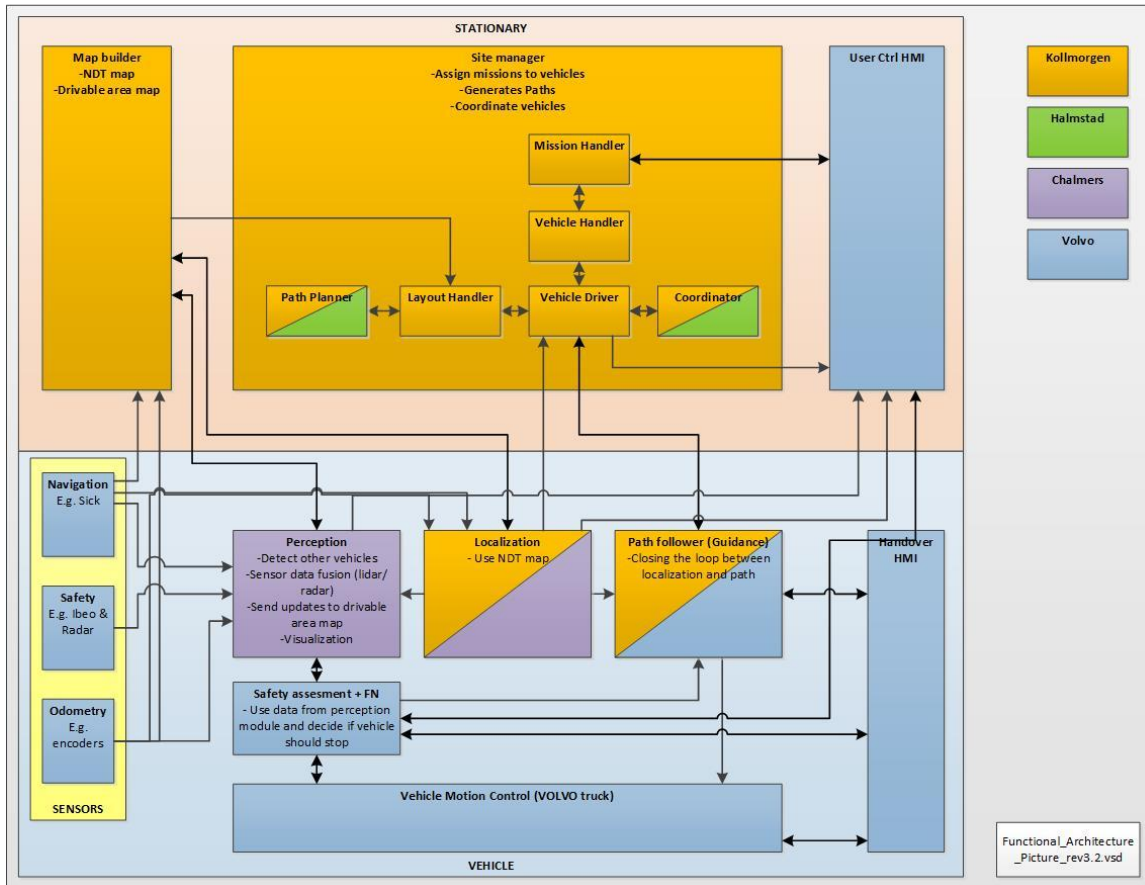 STATIONARY
Map builder
-NDT map
-Drivable area map
Site manager
-Assign missions to vehicles
-Generates Paths
-Coordinate vehicles
Mission Handler
Vehicle Handler
Path Planner
Layout Handler
Vehicle Driver
Coordinator
User Ctrl HMI
Kollmorgen
Halmstad
Chalmers
Volvo
Navigation
E.g. Sick
Safety
E.g. Ibeo &
Radar
Odometry
E.g.
encoders
SENSORS
Perception
-Detect other vehicles
-Sensor data fusion (lidar/
radar)
-Send updates to drivable
area map
-Visualization
Localization
- Use NDT map
Path follower (Guidance)
-Closing the loop between
localization and path
Handover
HMI
Safety assesment + FN
- Use data from perception
module and decide if vehicle
should stop
Vehicle Motion Control (VOLVO truck)
VEHICLE
Functional_Architecture
_Picture_rev3.2.vsd